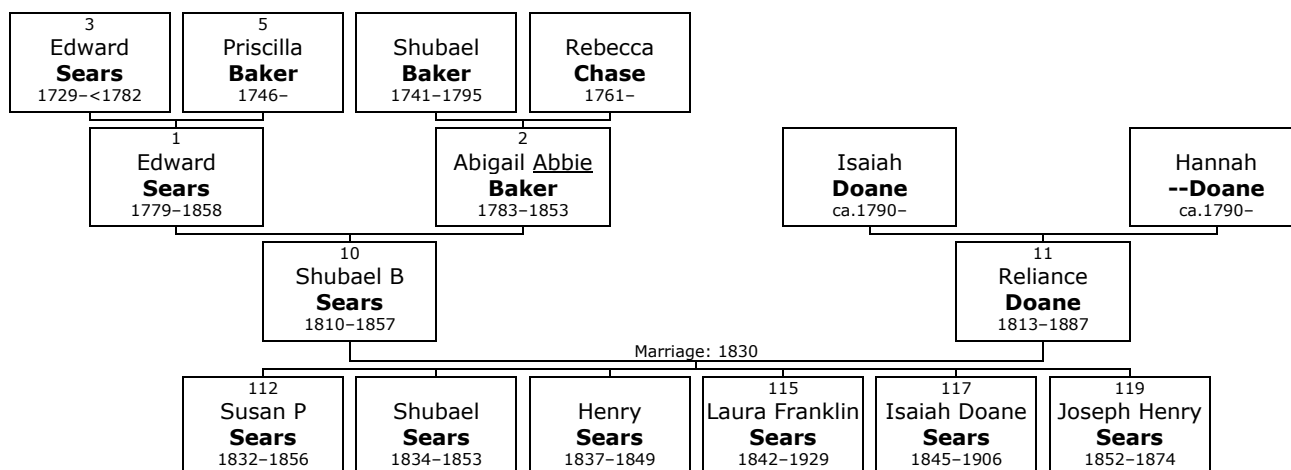 3
Edward
Sears
1729–<1782
5
Priscilla
Baker
1746–
Shubael
Baker
1741–1795
Rebecca
Chase
1761–
1
Edward
Sears
1779–1858
2
Abigail Abbie
Baker
1783–1853
Isaiah
Doane
ca.1790–
Hannah
--Doane
ca.1790–
10
Shubael B
Sears
1810–1857
11
Reliance
Doane
1813–1887
Marriage: 1830
112
Susan P
Sears
1832–1856
Shubael
Sears
1834–1853
Henry
Sears
1837–1849
115
Laura Franklin
Sears
1842–1929
117
Isaiah Doane
Sears
1845–1906
119
Joseph Henry
Sears
1852–1874